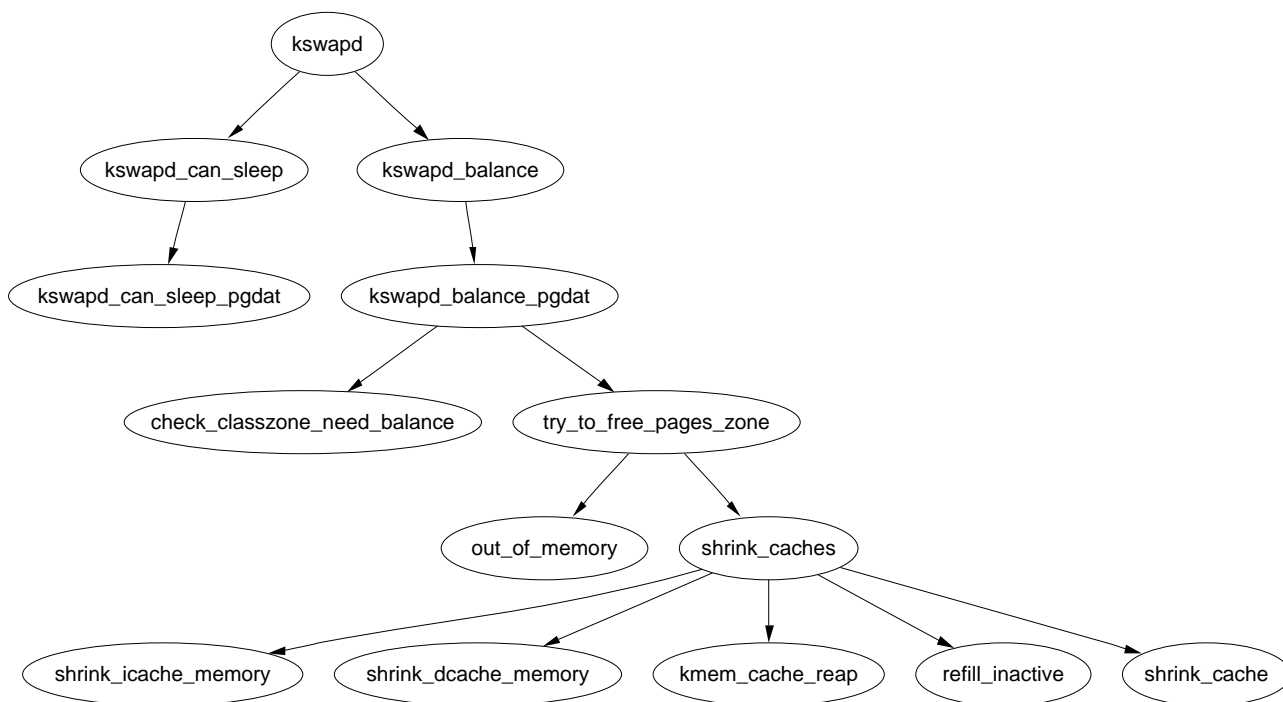 kswapd
kswapd_can_sleep
kswapd_balance
kswapd_can_sleep_pgdat
kswapd_balance_pgdat
check_classzone_need_balance
try_to_free_pages_zone
out_of_memory
shrink_caches
shrink_icache_memory
shrink_dcache_memory
kmem_cache_reap
refill_inactive
shrink_cache